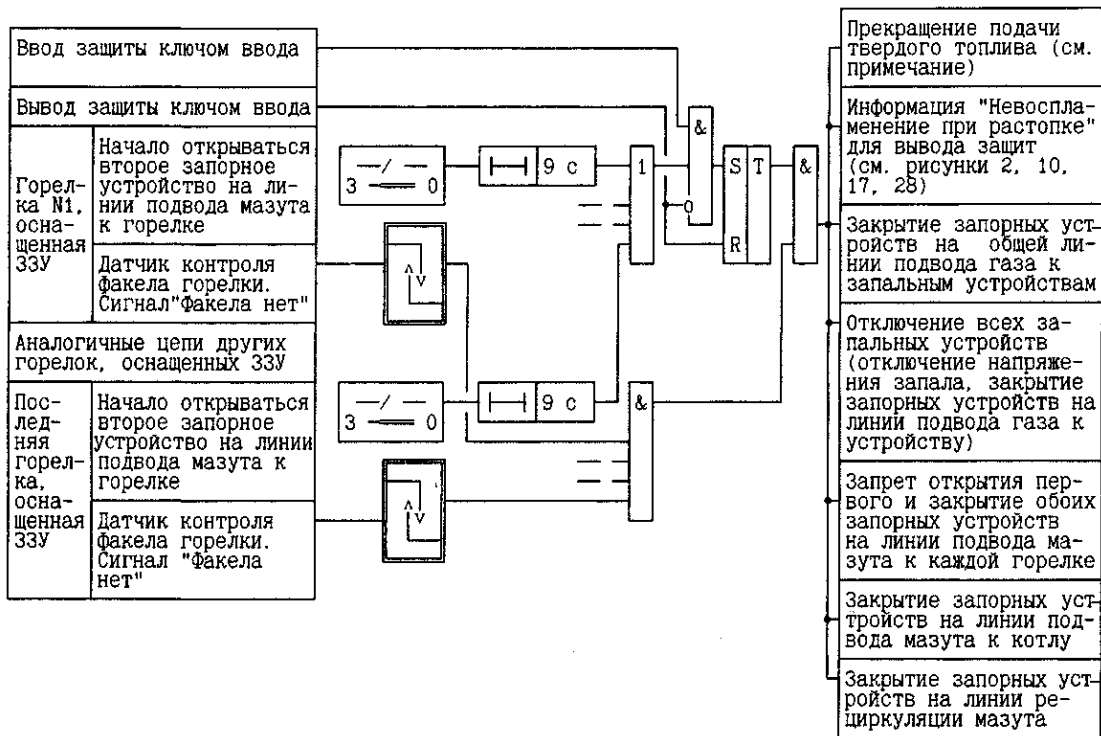 Ввод защиты ключом ввода
Вывод защиты ключом ввода
Горел-
ка N1,
осна-
щенная
ЗЗУ
Начало открываться
второе запорное
устройство на ли-
нии подвода мазута
к горелке
Датчик контроля
факела горелки.
Сигнал"Факела нет"
Аналогичные цепи других
горелок, оснащенных ЗЗУ
Пос-
лед-
няя
горел-
ка,
осна-
щенная
ЗЗУ
Начало открываться
второе запорное
устройство на линии
подвода мазута к
горелке
Датчик контроля
факела горелки.
Сигнал "Факела
нет"
З О
9 с
З О
9 с
1
&
&
S T
R
&
Прекращение подачи
твердого топлива (см.
примечание)
Информация "Невоспла-
менение при растопке"
для вывода защит
(см. рисунки 2, 10,
17, 28)
Закрытие запорных уст-
ройств на общей ли-
нии подвода газа к
запальным устройствам
Отключение всех за-
пальных устройств
(отключение напряже-
ния запала, закрытие
запорных устройств на
линии подвода газа к
устройству)
Запрет открытия пер-
вого и закрытие обоих
запорных устройств
на линии подвода ма-
зута к каждой горелке
Закрытие запорных уст-
тройств на линии под-
вода мазута к котлу
Закрытие запорных уст-
ройств на линии ре-
циркуляции мазута